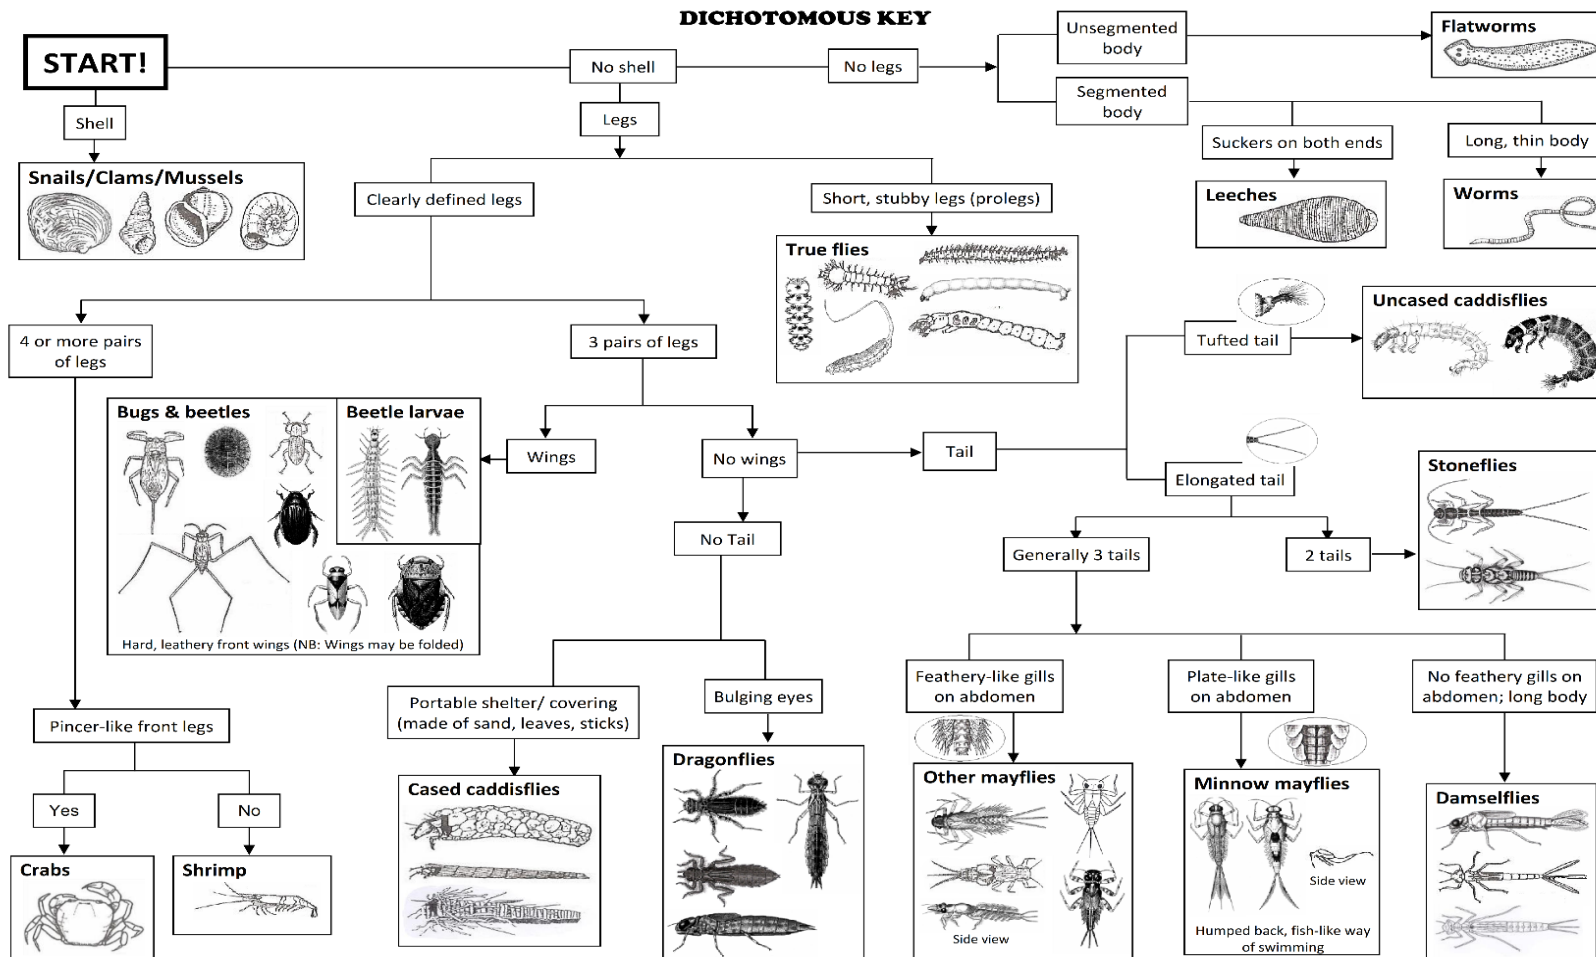 DICHOTOMOUS KEY
START!
No shell
No legs
Unsegmented
body
Flatworms
Segmented
body
Shell
Legs
Suckers on both ends
Long, thin body
Snails/Clams/Mussels
Clearly defined legs
Short, stubby legs (prolegs)
Leeches
Worms
True flies
4 or more pairs
of legs
3 pairs of legs
Tufted tail
Uncased caddisflies
Bugs & beetles
Beetle larvae
Wings
No wings
Tail
Elongated tail
Stoneflies
No Tail
Generally 3 tails
2 tails
Hard, leathery front wings (NB: Wings may be folded)
Pincer-like front legs
Portable shelter/ covering
(made of sand, leaves, sticks)
Bulging eyes
Feathery-like gills
on abdomen
Plate-like gills
on abdomen
No feathery gills on
abdomen; long body
Yes
No
Cased caddisflies
Dragonflies
Other mayflies
Side view
Minnow mayflies
Side view
Humped back, fish-like way
of swimming
Damselflies
Crabs
Shrimp